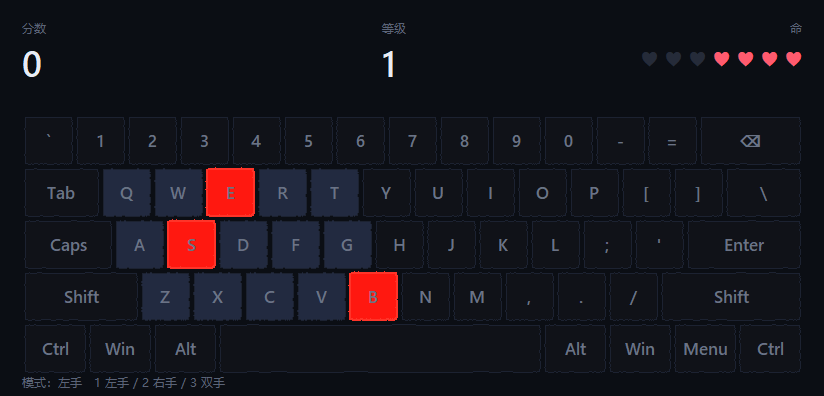 分数 等级 命
0 1
` 1 2 3 4 5 6 7 8 9 0 - = ⌫
Tab Q W E R T Y U I O P [ ] \
Caps A S D F G H J K L ; ' Enter
Shift Z X C V B N M , . / Shift
Ctrl Win Alt Alt Win Menu Ctrl
模式：左手 1 左手 / 2 右手 / 3 双手